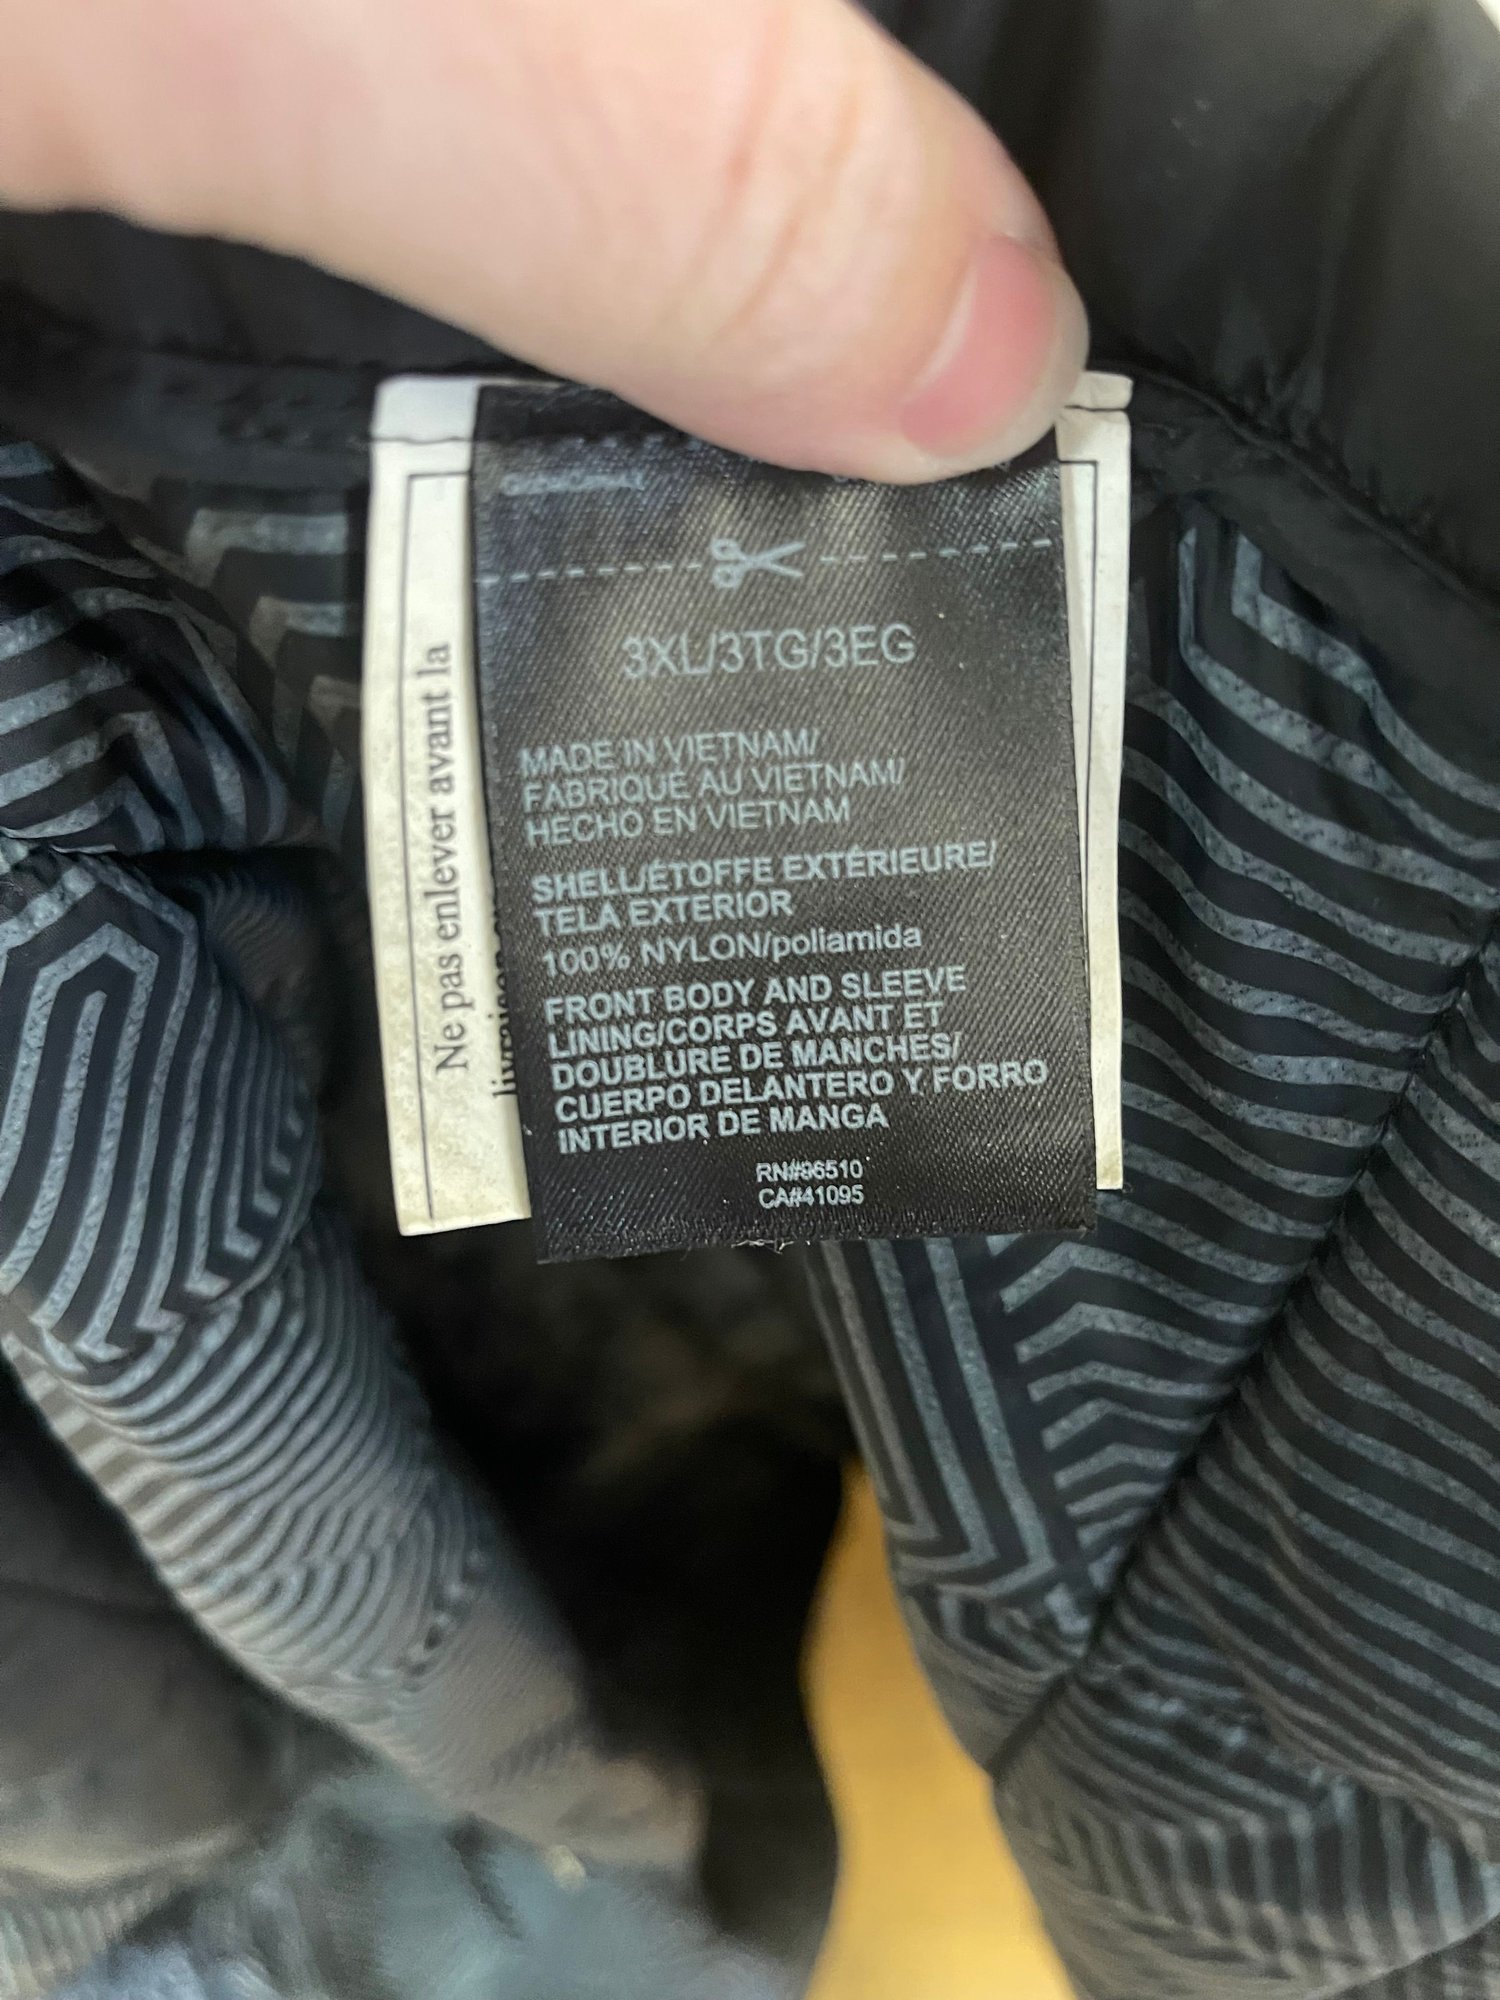 3XL/3TG/3EG
MADE IN VIETNAM/
FABRIQUÉ AU VIETNAM/
HECHO EN VIETNAM
SHELL/ÉTOFFE EXTÉRIEURE/
TELA EXTERIOR
100% NYLON/poliamida
FRONT BODY AND SLEEVE
LINING/CORPS AVANT ET
DOUBLURE DE MANCHES/
CUERPO DELANTERO Y FORRO
INTERIOR DE MANGA
RN#96510
CA#41095
Ne pas enlever avant la